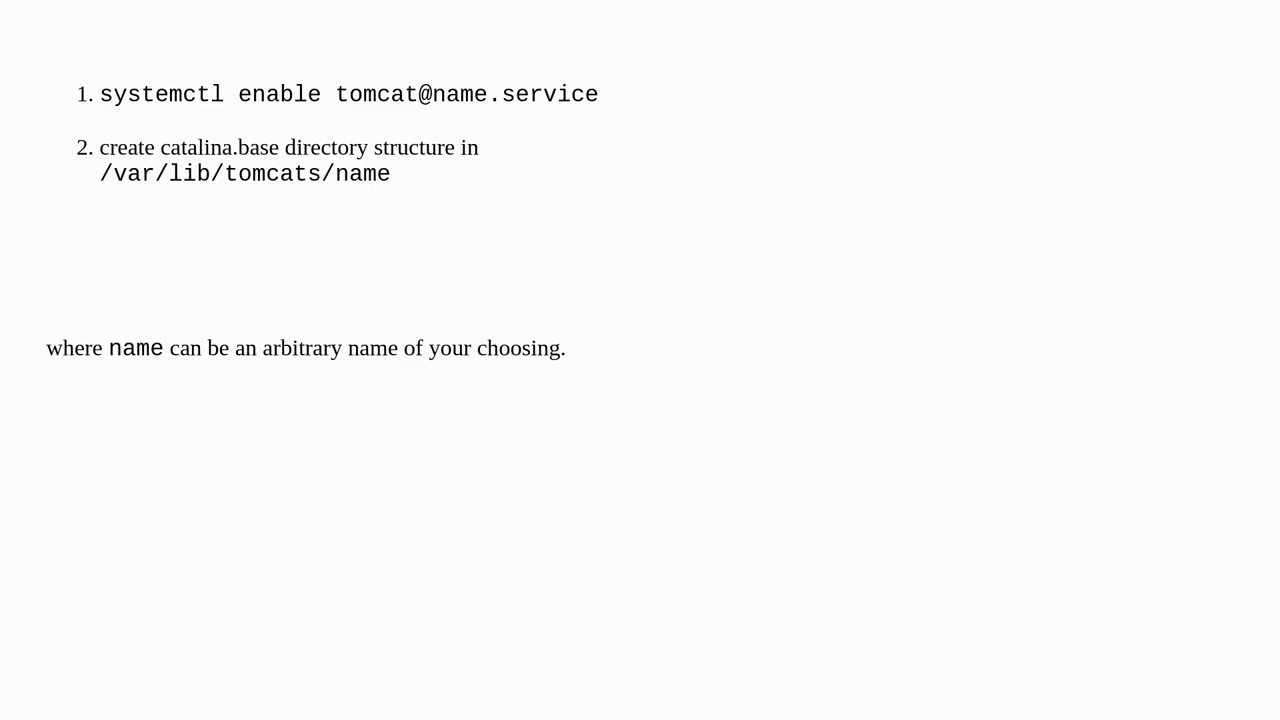 1. systemctl enable tomcat@name.service
2. create catalina.base directory structure in
/var/lib/tomcats/name
where name can be an arbitrary name of your choosing.